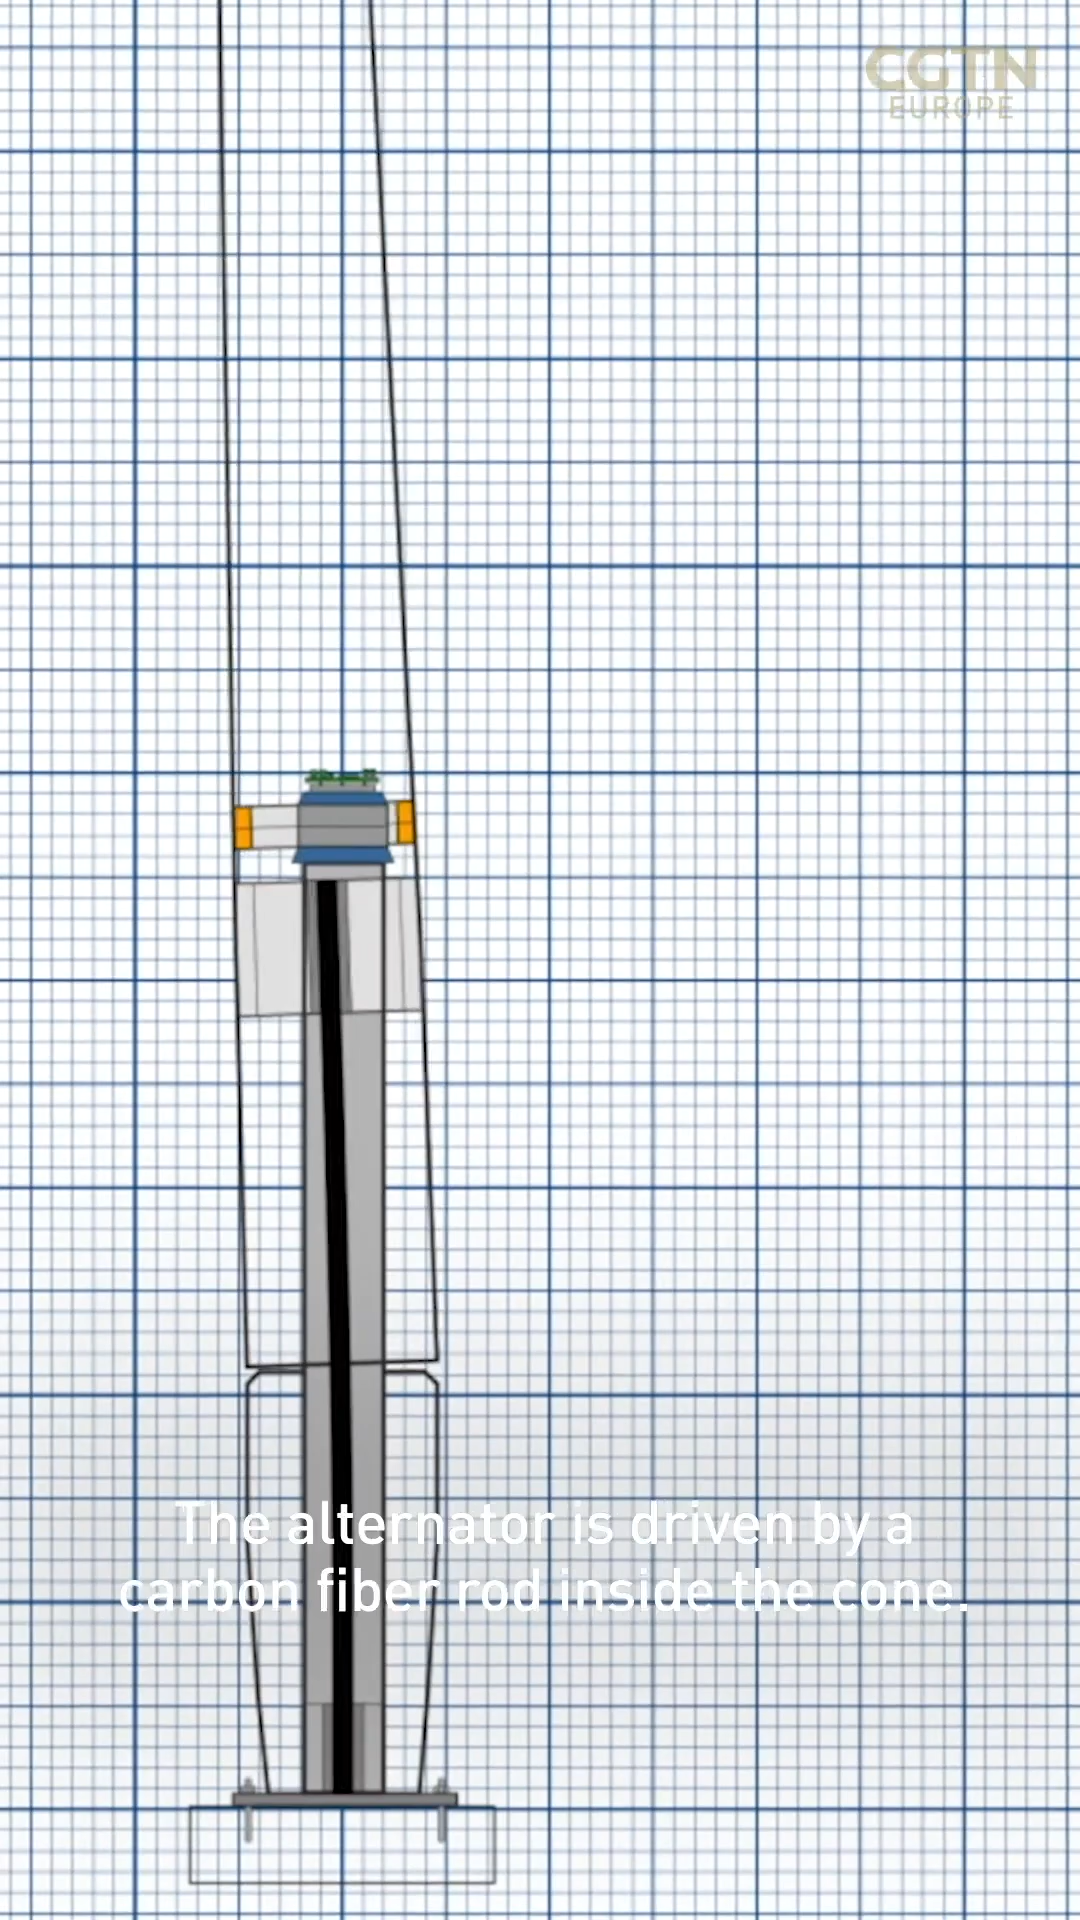 CGTN
EUROPE
The alternator is driven by a
carbon fiber rod inside the cone.